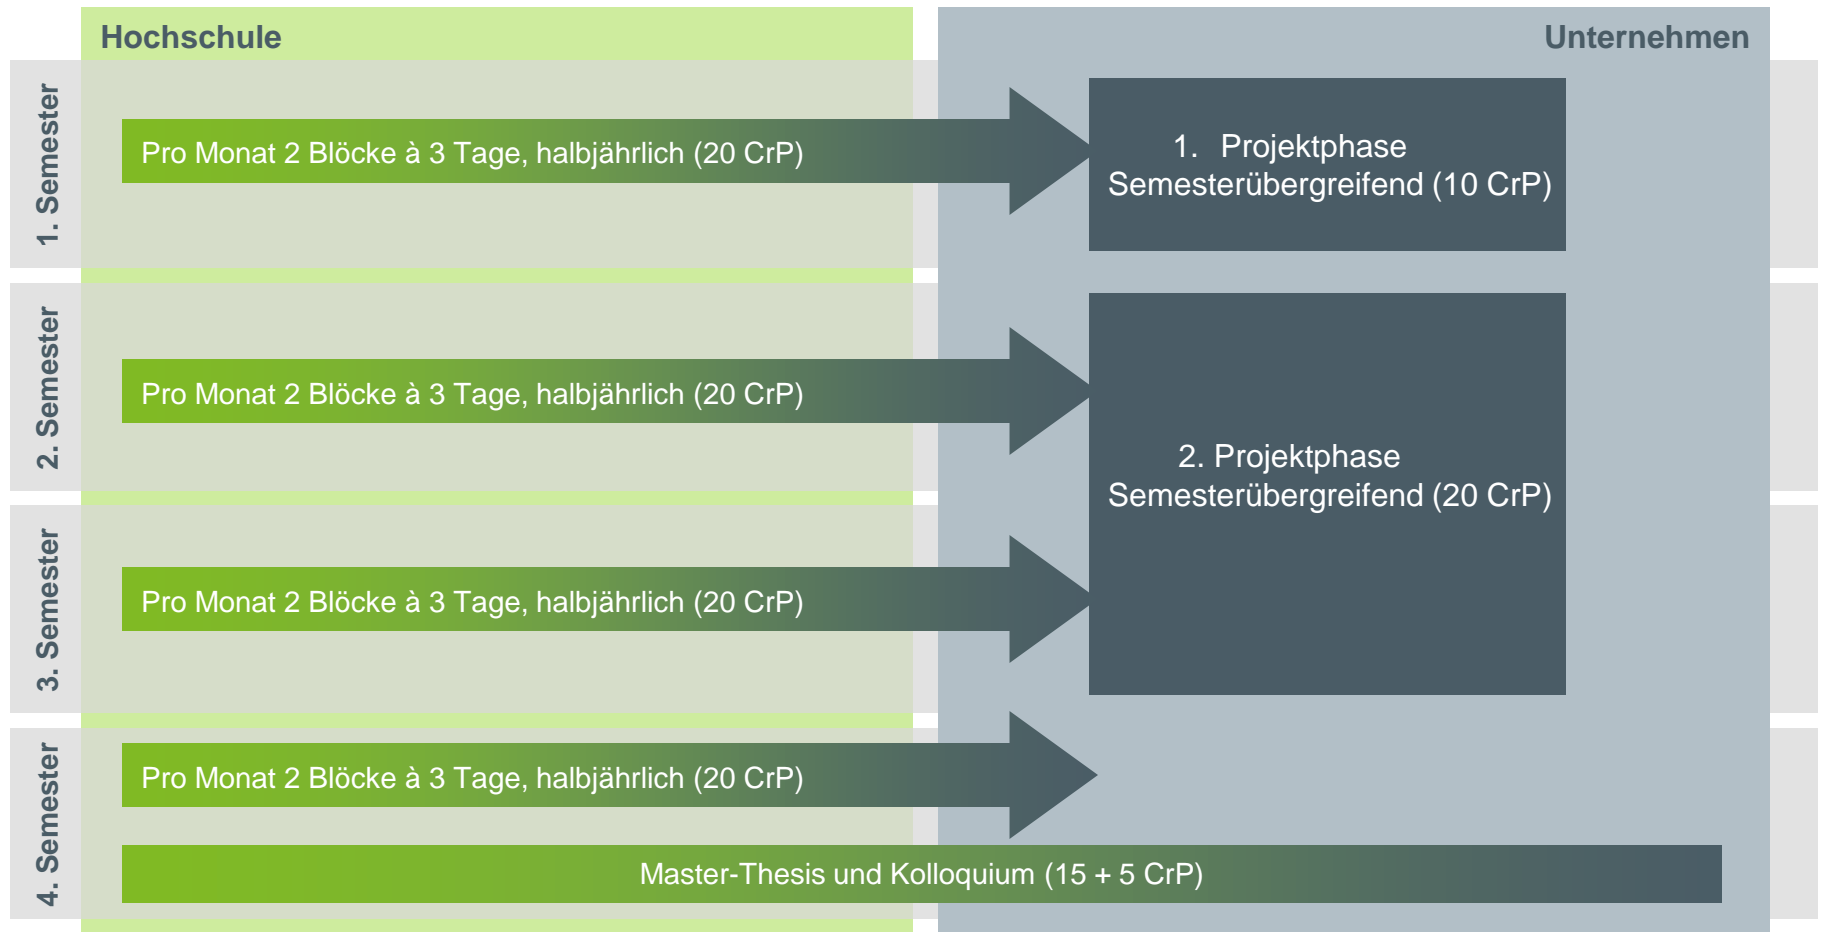 Hochschule
Unternehmen
1. Semester
Pro Monat 2 Blöcke à 3 Tage, halbjährlich (20 CrP)
1. Projektphase
Semesterübergreifend (10 CrP)
2. Semester
Pro Monat 2 Blöcke à 3 Tage, halbjährlich (20 CrP)
2. Projektphase
Semesterübergreifend (20 CrP)
3. Semester
Pro Monat 2 Blöcke à 3 Tage, halbjährlich (20 CrP)
4. Semester
Pro Monat 2 Blöcke à 3 Tage, halbjährlich (20 CrP)
Master-Thesis und Kolloquium (15 + 5 CrP)